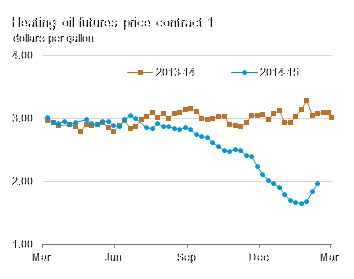 Heating oil futures price contract 1
dollars per gallon
4.00
2013-14 2014-15
3.00
2.00
1.00
Mar Jun Sep Dec Mar